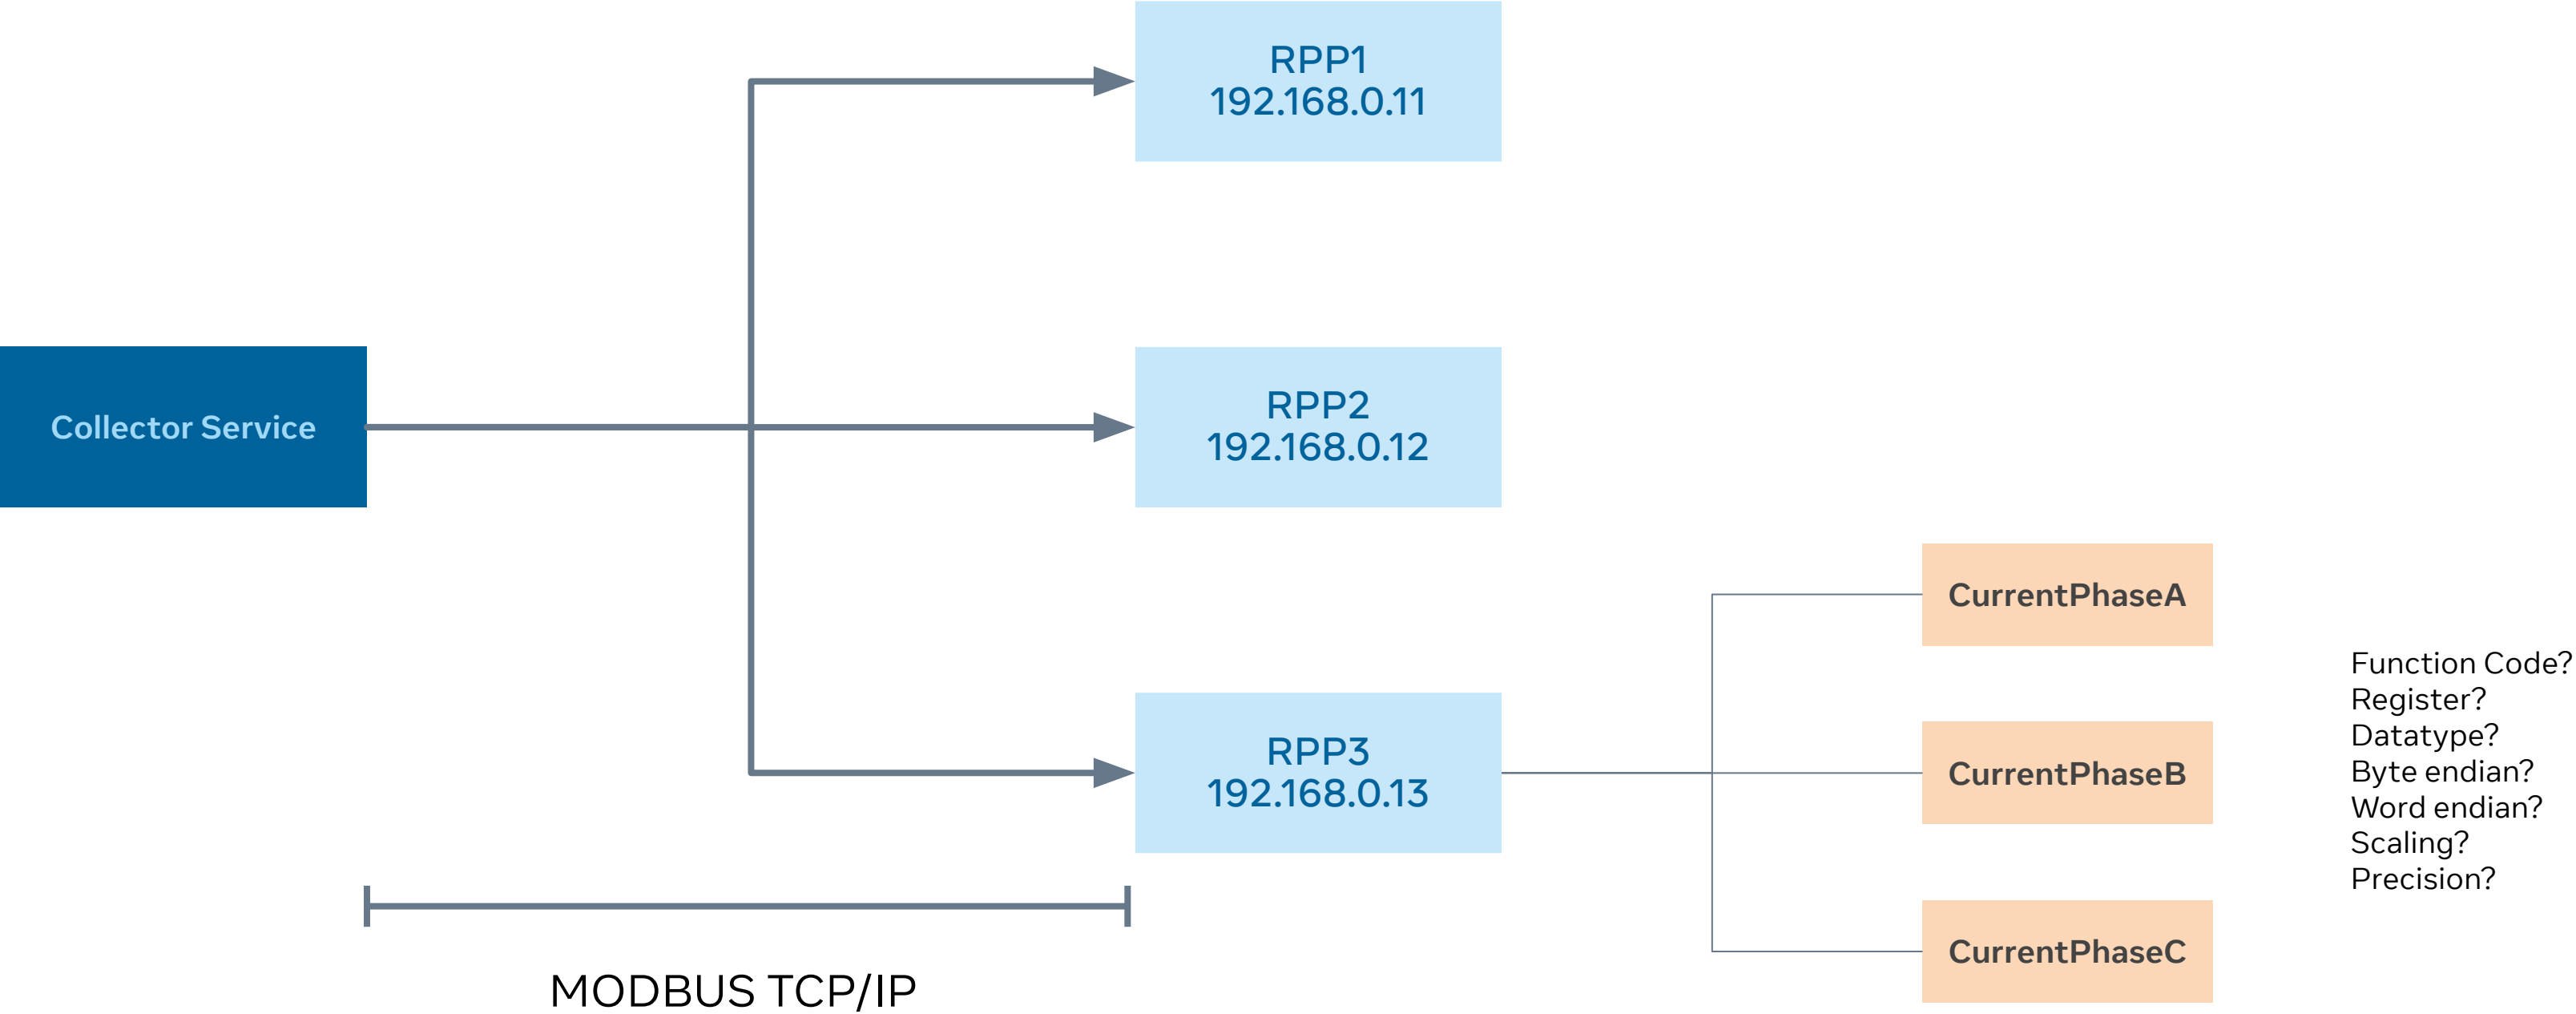 RPP1
192.168.0.11
Collector Service
RPP2
192.168.0.12
RPP3
192.168.0.13
CurrentPhaseA
CurrentPhaseB
CurrentPhaseC
Function Code?
Register?
Datatype?
Byte endian?
Word endian?
Scaling?
Precision?
MODBUS TCP/IP